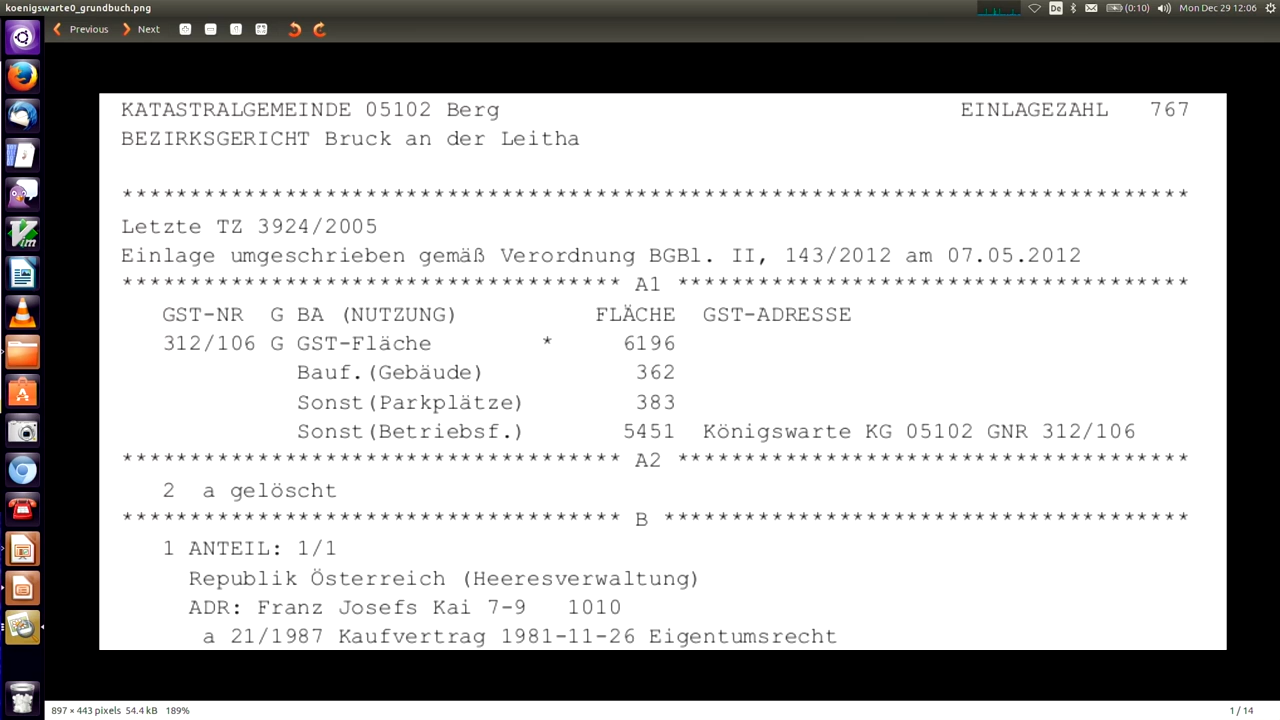 koenigswarte0_grundbuch.png
De
(0:10)
Mon Dec 29 12:06
Previous
Next
KATASTRALGEMEINDE 05102 Berg EINLAGEZAHL 767
BEZIRKSGERICHT Bruck an der Leitha
*******************************************************************************
Letzte TZ 3924/2005
Einlage umgeschrieben gemäß Verordnung BGBl. II, 143/2012 am 07.05.2012
************************************* A1 **************************************
GST-NR G BA (NUTZUNG) FLÄCHE GST-ADRESSE
312/106 G GST-Fläche * 6196
Bauf.(Gebäude) 362
Sonst(Parkplätze) 383
Sonst(Betriebsf.) 5451 Königswarte KG 05102 GNR 312/106
************************************* A2 **************************************
2 a gelöscht
************************************* B ***************************************
1 ANTEIL: 1/1
Republik Österreich (Heeresverwaltung)
ADR: Franz Josefs Kai 7-9 1010
a 21/1987 Kaufvertrag 1981-11-26 Eigentumsrecht
Vim
897 × 443 pixels 54.4 kB 189%
1 / 14